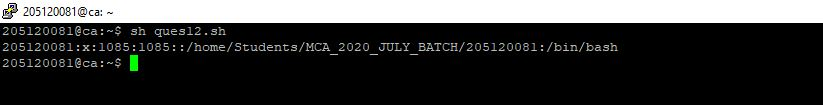 205120081@ca: ~
205120081@ca:~$ sh ques12.sh
205120081:x:1085:1085::/home/Students/MCA_2020_JULY_BATCH/205120081:/bin/bash
205120081@ca:~$